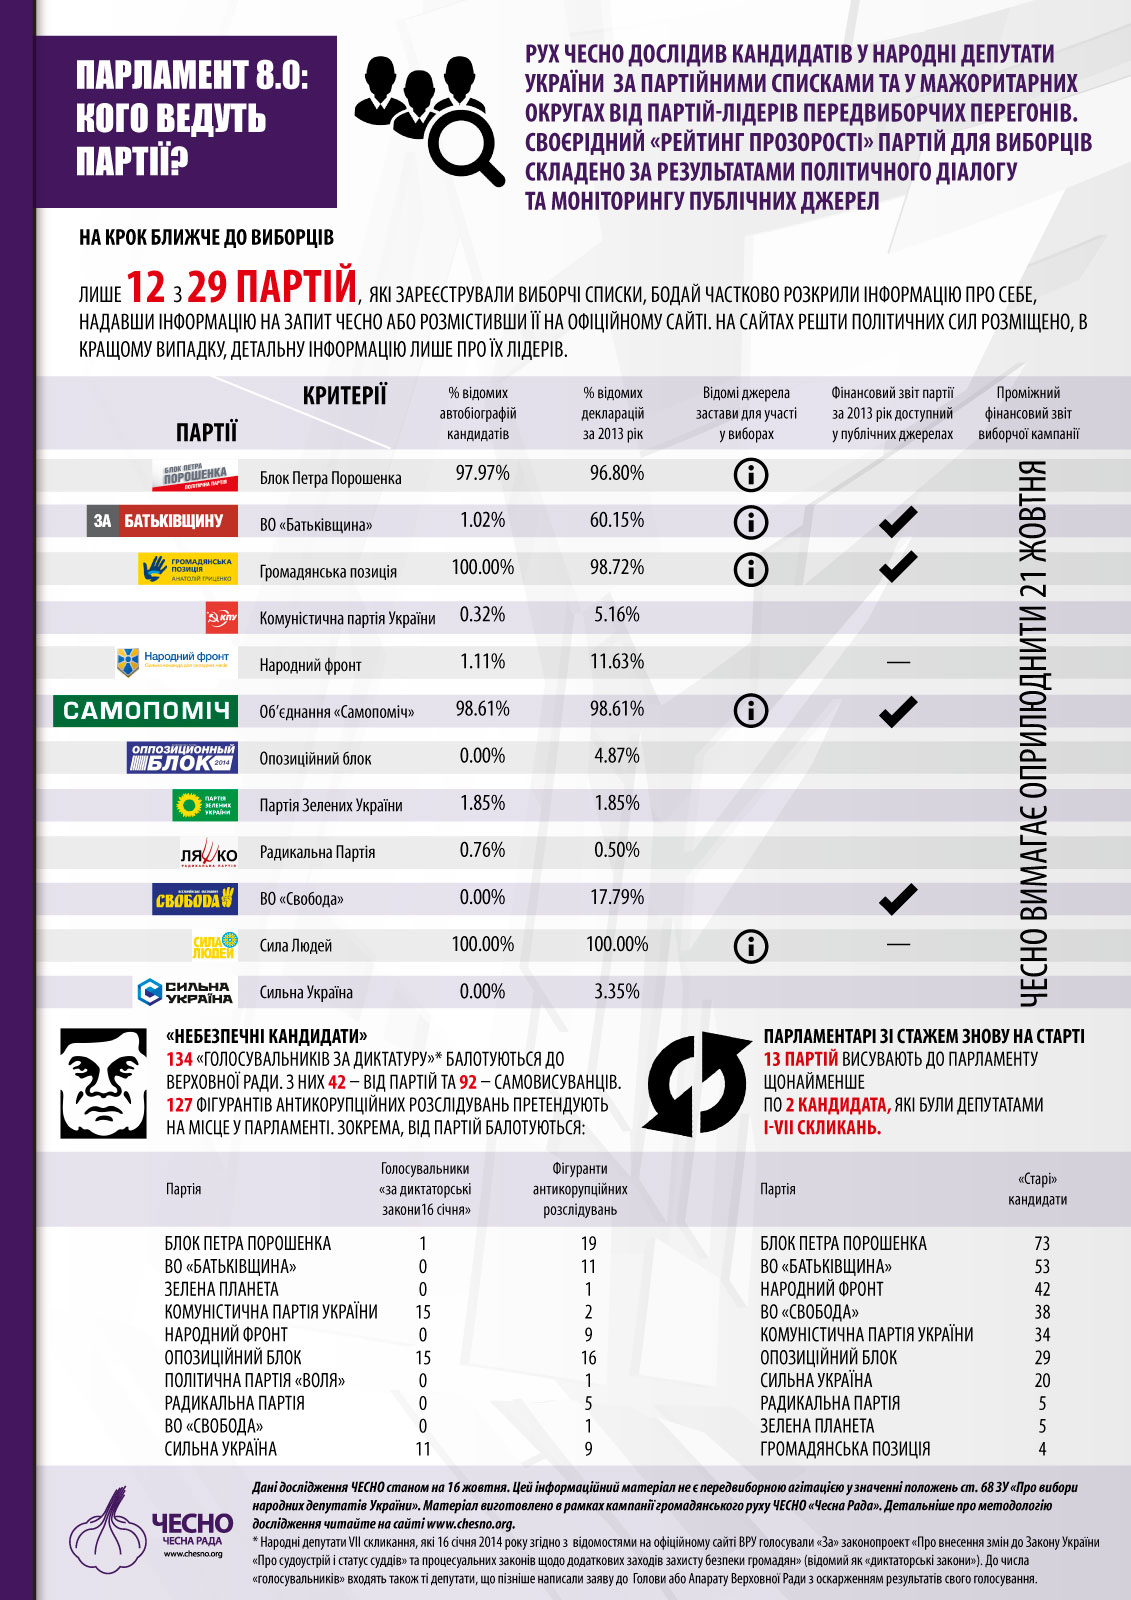 ПАРЛАМЕНТ 8.0:
КОГО ВЕДУТЬ
ПАРТІЇ?
РУХ ЧЕСНО ДОСЛІДИВ КАНДИДАТІВ У НАРОДНІ ДЕПУТАТИ
УКРАЇНИ ЗА ПАРТІЙНИМИ СПИСКАМИ ТА У МАЖОРИТАРНИХ
ОКРУГАХ ВІД ПАРТІЙ-ЛІДЕРІВ ПЕРЕДВИБОРЧИХ ПЕРЕГОНІВ.
СВОЄРІДНИЙ «РЕЙТИНГ ПРОЗОРОСТІ» ПАРТІЙ ДЛЯ ВИБОРЦІВ
СКЛАДЕНО ЗА РЕЗУЛЬТАТАМИ ПОЛІТИЧНОГО ДІАЛОГУ
ТА МОНІТОРИНГУ ПУБЛІЧНИХ ДЖЕРЕЛ
НА КРОК БЛИЖЧЕ ДО ВИБОРЦІВ
ЛИШЕ 12 З 29 ПАРТІЙ, ЯКІ ЗАРЕЄСТРУВАЛИ ВИБОРЧІ СПИСКИ, БОДАЙ ЧАСТКОВО РОЗКРИЛИ ІНФОРМАЦІЮ ПРО СЕБЕ,
НАДАВШИ ІНФОРМАЦІЮ НА ЗАПИТ ЧЕСНО АБО РОЗМІСТИВШИ ЇЇ НА ОФІЦІЙНОМУ САЙТІ. НА САЙТАХ РЕШТИ ПОЛІТИЧНИХ СИЛ РОЗМІЩЕНО, В
КРАЩОМУ ВИПАДКУ, ДЕТАЛЬНУ ІНФОРМАЦІЮ ЛИШЕ ПРО ЇХ ЛІДЕРІВ.
КРИТЕРІЇ
ПАРТІЇ
% відомих
автобіографій
кандидатів
% відомих
декларацій
за 2013 рік
Відомі джерела
застави для участі
у виборах
Фінансовий звіт партії
за 2013 рік доступний
у публічних джерелах
Проміжний
фінансовий звіт
виборчої кампанії
БЛОК ПЕТРА
ПОРОШЕНКА
ПОЛІТИЧНА ПАРТІЯ
Блок Петра Порошенка 97.97% 96.80% i
ЗА БАТЬКІВЩИНУ
ВО «Батьківщина» 1.02% 60.15% i ✔
ГРОМАДЯНСЬКА
ПОЗИЦІЯ
АНАТОЛІЙ ГРИЦЕНКО
Громадянська позиція 100.00% 98.72% i ✔
КПУ
Комуністична партія України 0.32% 5.16%
Народний фронт
Народний фронт 1.11% 11.63% —
САМОПОМІЧ
Об’єднання «Самопоміч» 98.61% 98.61% i ✔
ОППОЗИЦИОННЫЙ
БЛОК 2014
Опозиційний блок 0.00% 4.87%
ПАРТІЯ
ЗЕЛЕНИХ
УКРАЇНИ
Партія Зелених України 1.85% 1.85%
ЛЯШКО
РАДИКАЛЬНА ПАРТІЯ
Радикальна Партія 0.76% 0.50%
СВОБОДА
ВО «Свобода» 0.00% 17.79% ✔
СИЛА
ЛЮДЕЙ
Сила Людей 100.00% 100.00% i —
СИЛЬНА
УКРАЇНА
Сильна Україна 0.00% 3.35%
ЧЕСНО ВИМАГАЄ ОПРИЛЮДНИТИ 21 ЖОВТНЯ
«НЕБЕЗПЕЧНІ КАНДИДАТИ»
134 «ГОЛОСУВАЛЬНИКІВ ЗА ДИКТАТУРУ»* БАЛОТУЮТЬСЯ ДО
ВЕРХОВНОЇ РАДИ. З НИХ 42 – ВІД ПАРТІЙ ТА 92 – САМОВИСУВАНЦІВ.
127 ФІГУРАНТІВ АНТИКОРУПЦІЙНИХ РОЗСЛІДУВАНЬ ПРЕТЕНДУЮТЬ
НА МІСЦЕ У ПАРЛАМЕНТІ. ЗОКРЕМА, ВІД ПАРТІЙ БАЛОТУЮТЬСЯ:
ПАРЛАМЕНТАРІ ЗІ СТАЖЕМ ЗНОВУ НА СТАРТІ
13 ПАРТІЙ ВИСУВАЮТЬ ДО ПАРЛАМЕНТУ
ЩОНАЙМЕНШЕ
ПО 2 КАНДИДАТА, ЯКІ БУЛИ ДЕПУТАТАМИ
І-VII СКЛИКАНЬ.
Партія
Голосувальники
«за диктаторські
закони16 січня»
Фігуранти
антикорупційних
розслідувань
БЛОК ПЕТРА ПОРОШЕНКА 1 19
ВО «БАТЬКІВЩИНА» 0 11
ЗЕЛЕНА ПЛАНЕТА 0 1
КОМУНІСТИЧНА ПАРТІЯ УКРАЇНИ 15 2
НАРОДНИЙ ФРОНТ 0 9
ОПОЗИЦІЙНИЙ БЛОК 15 16
ПОЛІТИЧНА ПАРТІЯ «ВОЛЯ» 0 1
РАДИКАЛЬНА ПАРТІЯ 0 5
ВО «СВОБОДА» 0 1
СИЛЬНА УКРАЇНА 11 9
Партія
«Старі»
кандидати
БЛОК ПЕТРА ПОРОШЕНКА 73
ВО «БАТЬКІВЩИНА» 53
НАРОДНИЙ ФРОНТ 42
ВО «СВОБОДА» 38
КОМУНІСТИЧНА ПАРТІЯ УКРАЇНИ 34
ОПОЗИЦІЙНИЙ БЛОК 29
СИЛЬНА УКРАЇНА 20
РАДИКАЛЬНА ПАРТІЯ 5
ЗЕЛЕНА ПЛАНЕТА 5
ГРОМАДЯНСЬКА ПОЗИЦІЯ 4
ЧЕСНО
ЧЕСНА РАДА
www.chesno.org
Дані дослідження ЧЕСНО станом на 16 жовтня. Цей інформаційний матеріал не є передвиборною агітацією у значенні положень ст. 68 ЗУ «Про вибори
народних депутатів України». Матеріал виготовлено в рамках кампанії громадянського руху ЧЕСНО «Чесна Рада». Детальніше про методологію
дослідження читайте на сайті www.chesno.org.
* Народні депутати VII скликання, які 16 січня 2014 року згідно з відомостями на офіційному сайті ВРУ голосували «За» законопроект «Про внесення змін до Закону України
«Про судоустрій і статус суддів» та процесуальних законів щодо додаткових заходів захисту безпеки громадян» (відомий як «диктаторські закони»). До числа
«голосувальників» входять також ті депутати, що пізніше написали заяву до Голови або Апарату Верховної Ради з оскарженням результатів свого голосування.